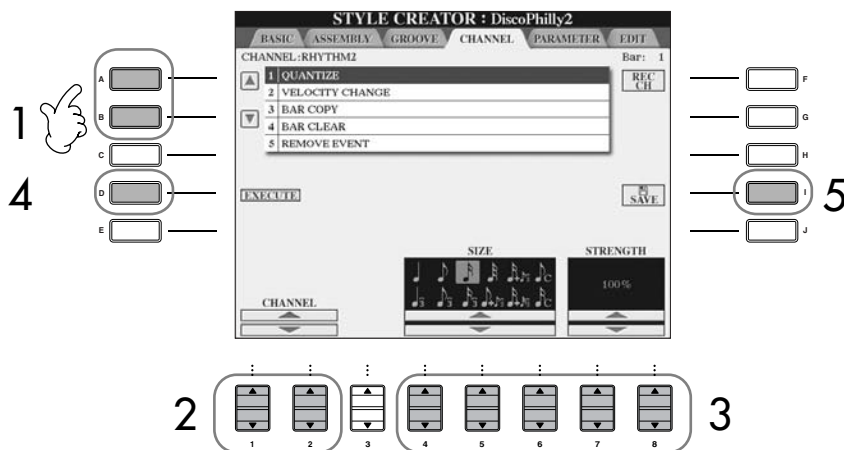 STYLE CREATOR : DiscoPhilly2
BASIC ASSEMBLY GROOVE CHANNEL PARAMETER EDIT
CHANNEL:RHYTHM2 Bar: 1
1 QUANTIZE
2 VELOCITY CHANGE
3 BAR COPY
4 BAR CLEAR
5 REMOVE EVENT
REC CH
EXECUTE
SAVE
SIZE STRENGTH
100%
CHANNEL
A
B
C
D
E
F
G
H
I
J
1
4
5
2
3
1 2 3 4 5 6 7 8